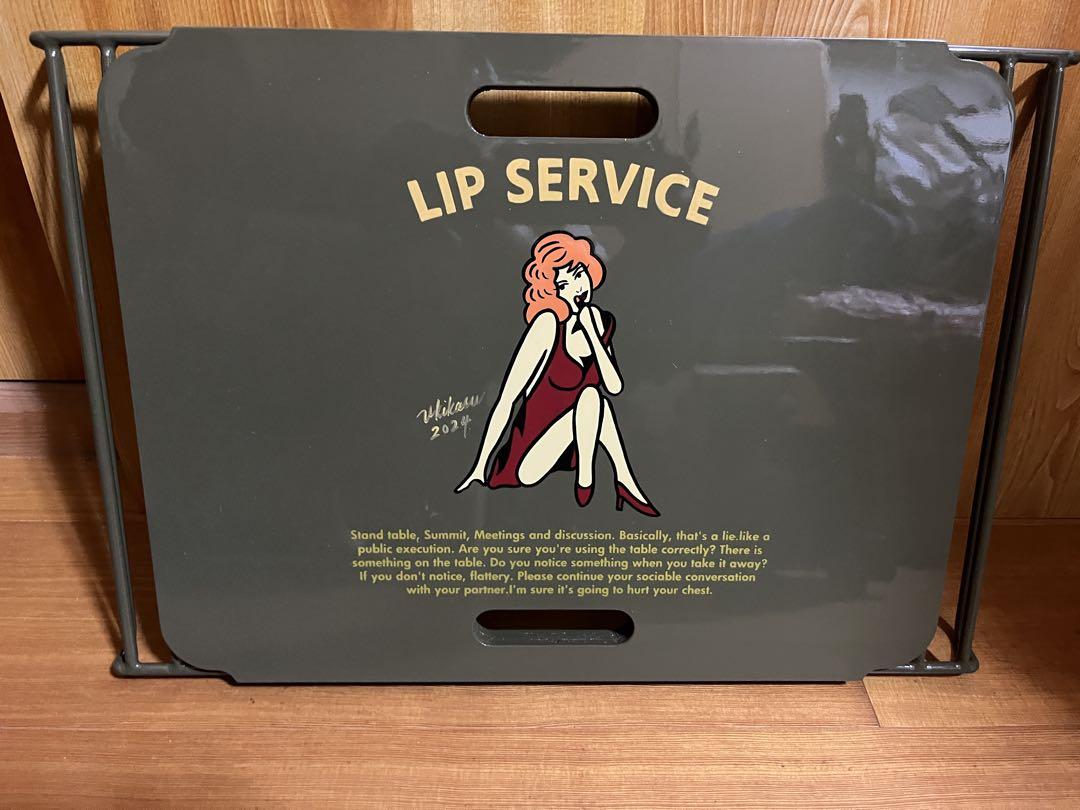 LIP SERVICE
2024
Stand table, Summit, Meetings and discussion. Basically, that's a lie.like a
public execution. Are you sure you're using the table correctly? There is
something on the table. Do you notice something when you take it away?
If you don't notice, flattery. Please continue your sociable conversation
with your partner.I'm sure it's going to hurt your chest.